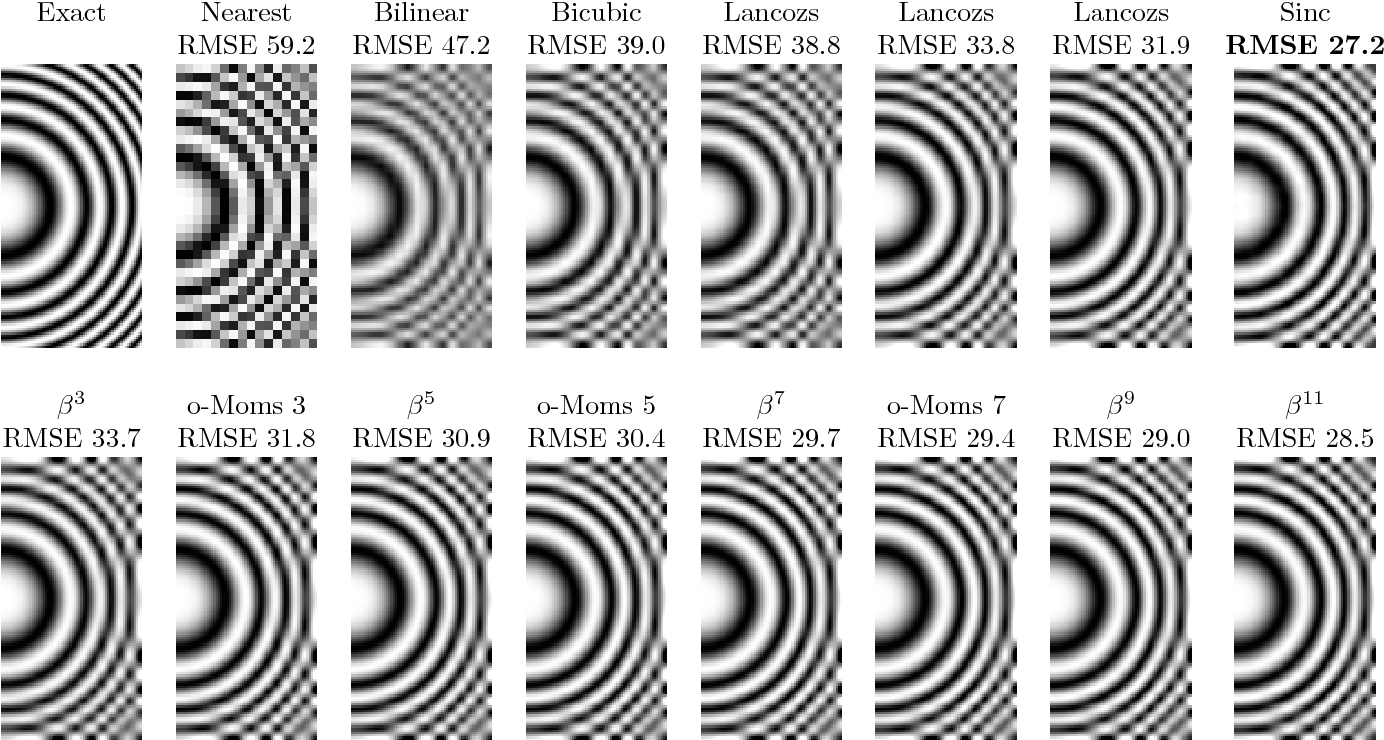 Exact Nearest Bilinear Bicubic Lancozs Lancozs Lancozs Sinc
RMSE 59.2 RMSE 47.2 RMSE 39.0 RMSE 38.8 RMSE 33.8 RMSE 31.9 RMSE 27.2
β³ o-Moms 3 β⁵ o-Moms 5 β⁷ o-Moms 7 β⁹ β¹¹
RMSE 33.7 RMSE 31.8 RMSE 30.9 RMSE 30.4 RMSE 29.7 RMSE 29.4 RMSE 29.0 RMSE 28.5